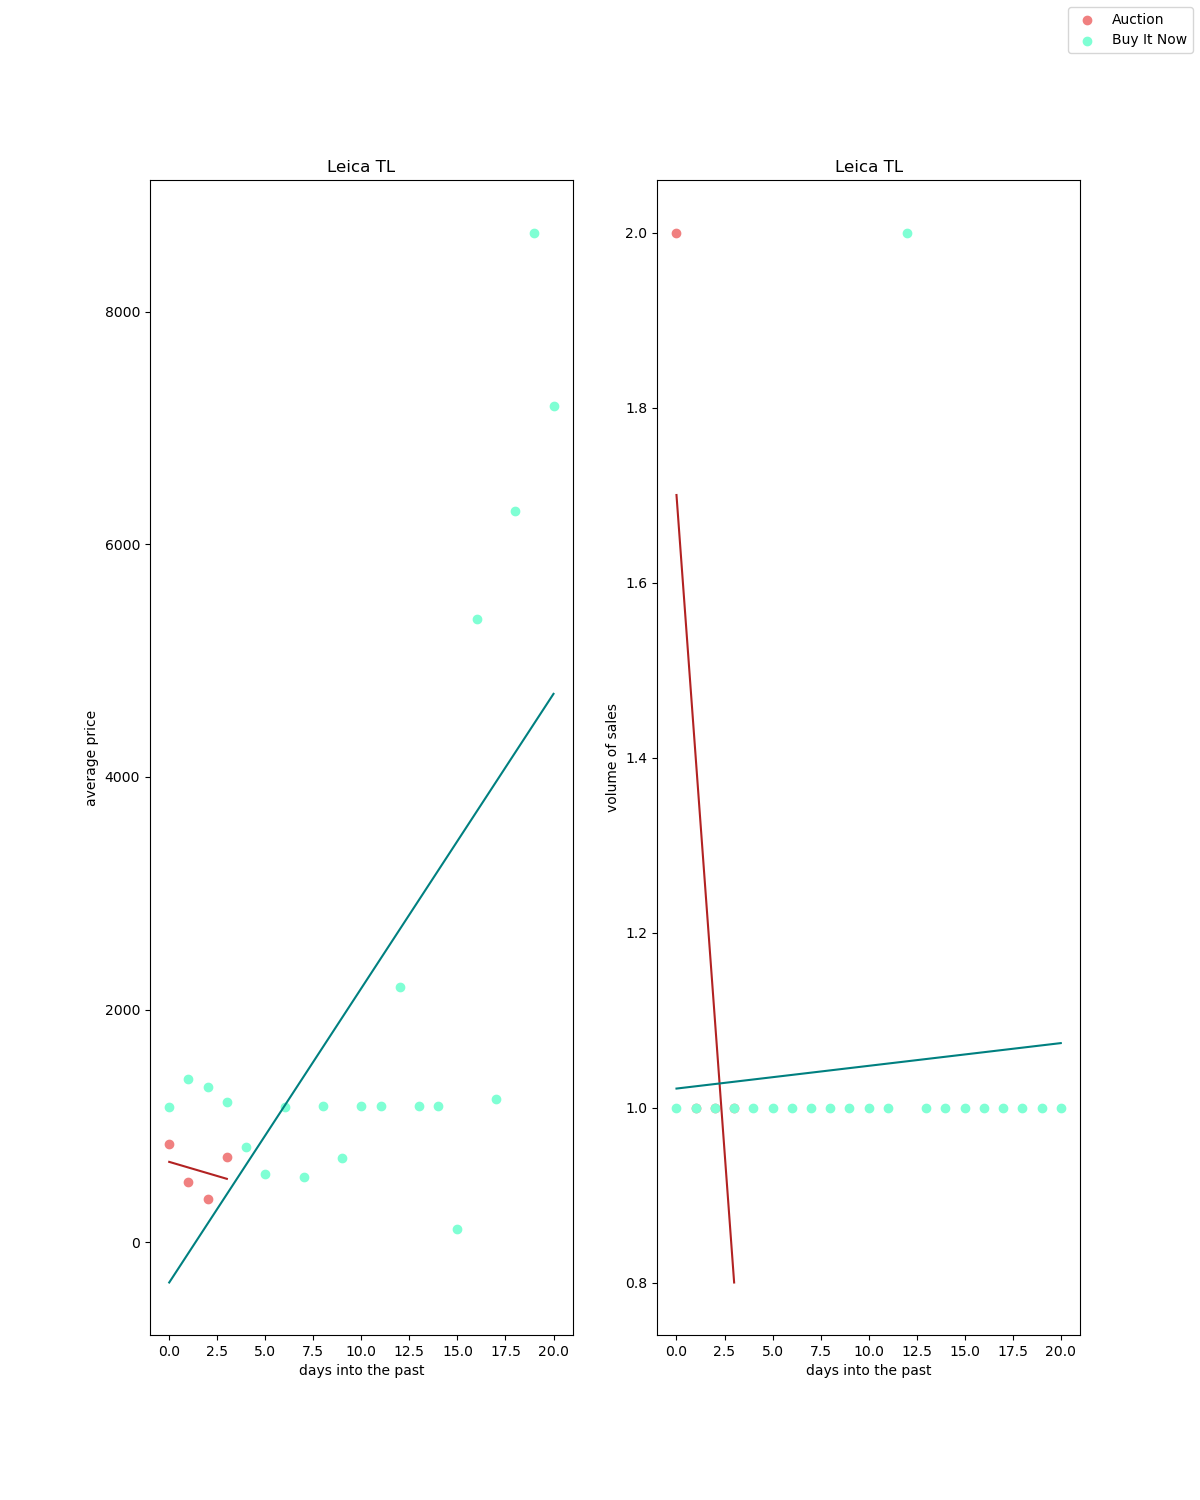 Auction
Buy It Now
Leica TL
average price
8000
6000
4000
2000
0
0.0 2.5 5.0 7.5 10.0 12.5 15.0 17.5 20.0
days into the past
Leica TL
volume of sales
2.0
1.8
1.6
1.4
1.2
1.0
0.8
0.0 2.5 5.0 7.5 10.0 12.5 15.0 17.5 20.0
days into the past